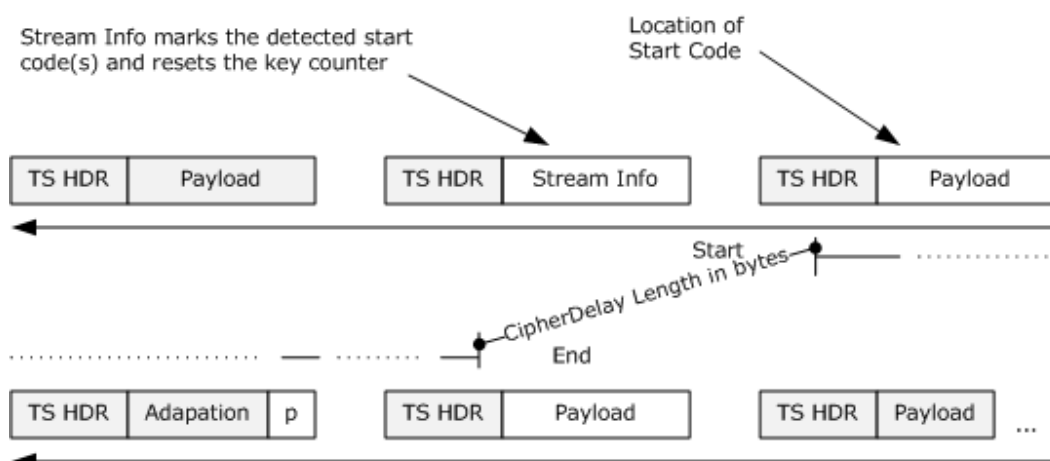 Stream Info marks the detected start
code(s) and resets the key counter
Location of
Start Code
TS HDR Payload TS HDR Stream Info TS HDR Payload
Start
CipherDelay Length in bytes
End
TS HDR Adapation p TS HDR Payload TS HDR Payload ...